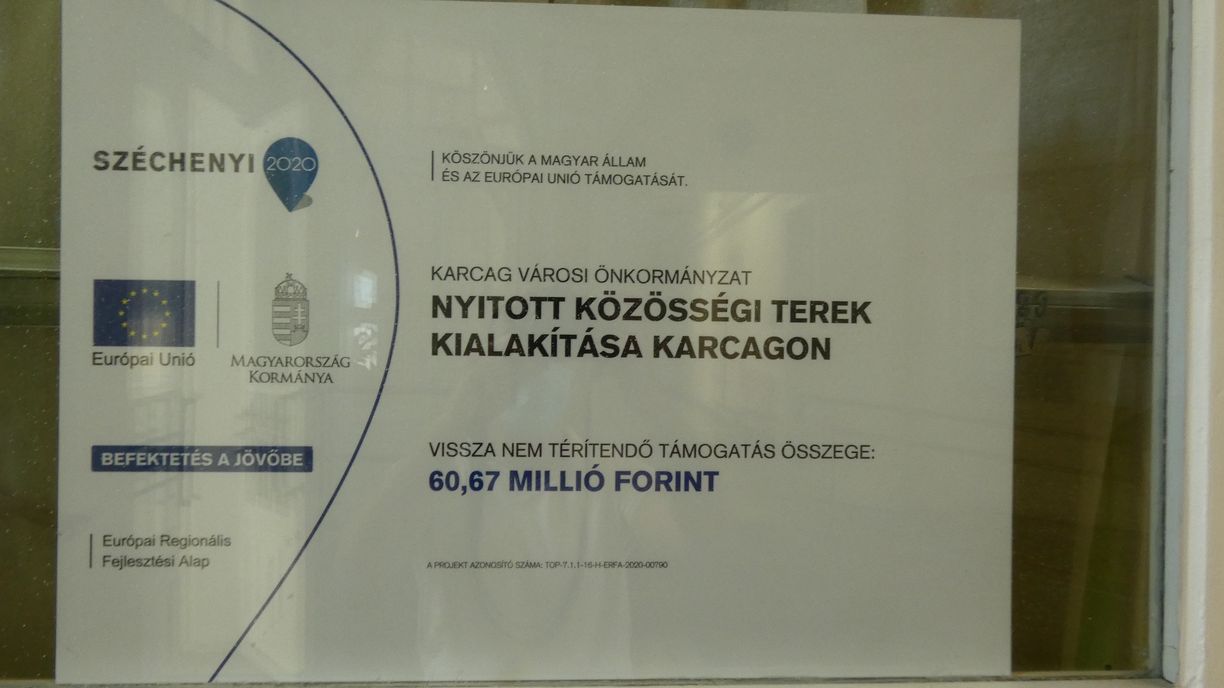 SZÉCHENYI 2020
KÖSZÖNJÜK A MAGYAR ÁLLAM
ÉS AZ EURÓPAI UNIÓ TÁMOGATÁSÁT.
Európai Unió
MAGYARORSZÁG
KORMÁNYA
KARCAG VÁROSI ÖNKORMÁNYZAT
NYITOTT KÖZÖSSÉGI TEREK
KIALAKÍTÁSA KARCAGON
BEFEKTETÉS A JÖVŐBE
VISSZA NEM TÉRÍTENDŐ TÁMOGATÁS ÖSSZEGE:
60,67 MILLIÓ FORINT
Európai Regionális
Fejlesztési Alap
A PROJEKT AZONOSÍTÓ SZÁMA: TOP-7.1.1-16-H-ERFA-2020-00790